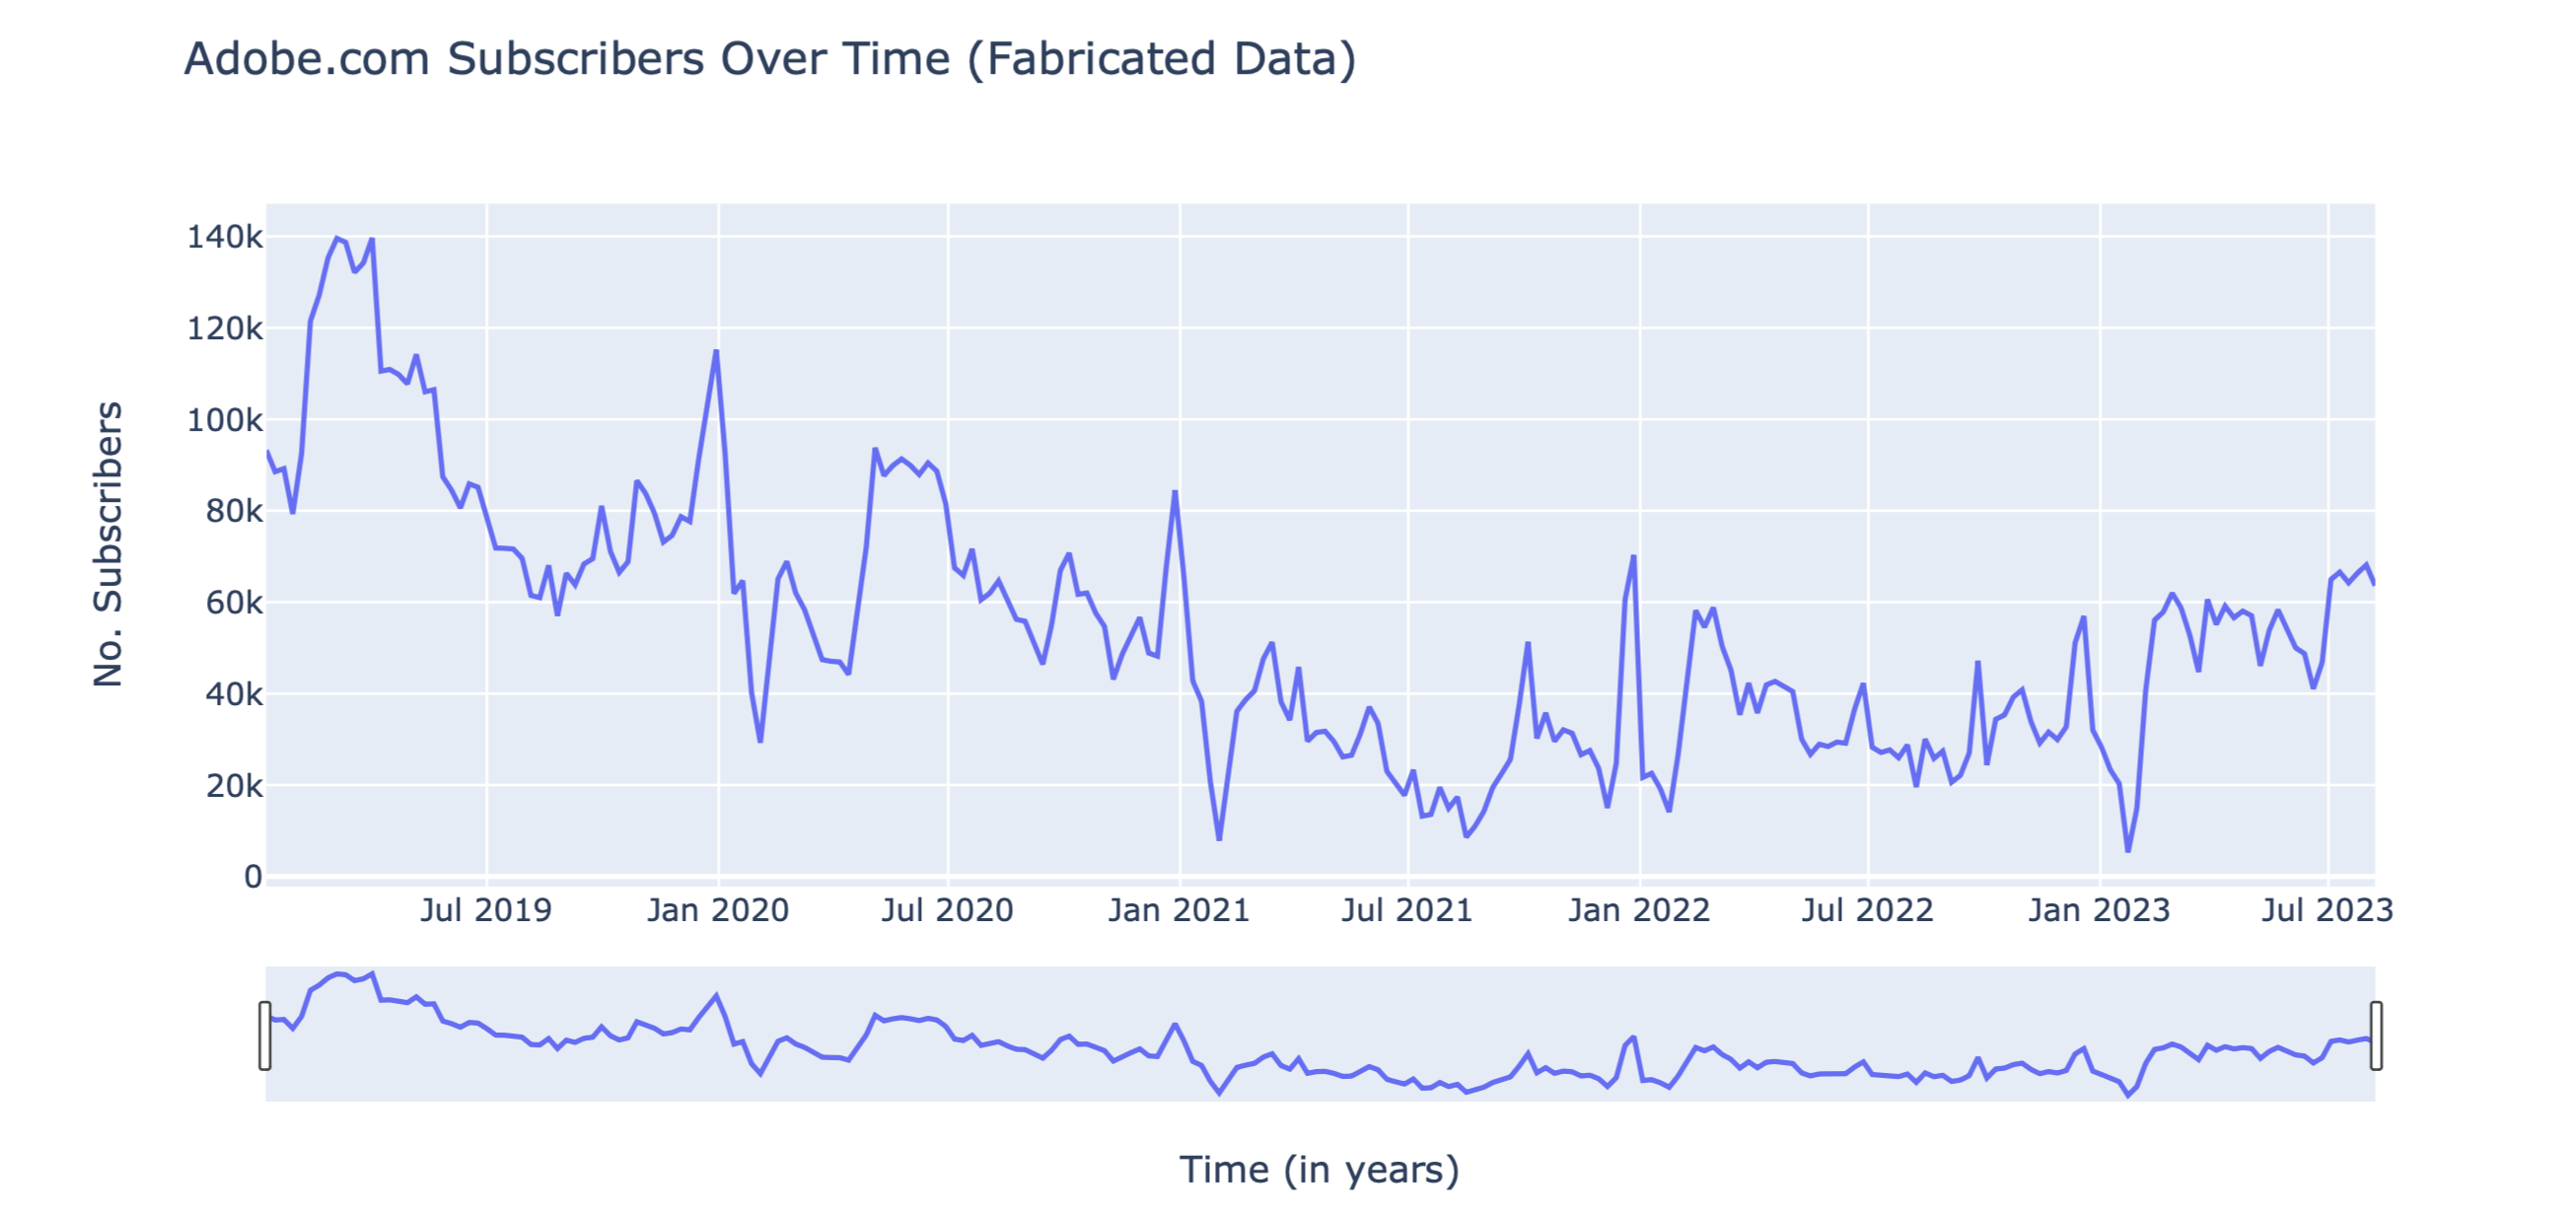 Adobe.com Subscribers Over Time (Fabricated Data)
No. Subscribers
140k
120k
100k
80k
60k
40k
20k
0
Jul 2019 Jan 2020 Jul 2020 Jan 2021 Jul 2021 Jan 2022 Jul 2022 Jan 2023 Jul 2023
Time (in years)